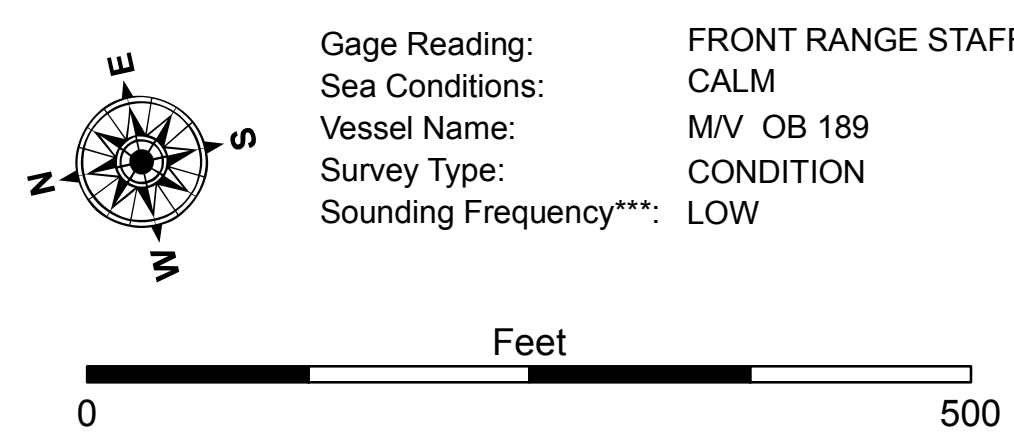 E
S
N
W
Gage Reading: FRONT RANGE STAFF
Sea Conditions: CALM
Vessel Name: M/V OB 189
Survey Type: CONDITION
Sounding Frequency***: LOW
Feet
0 500